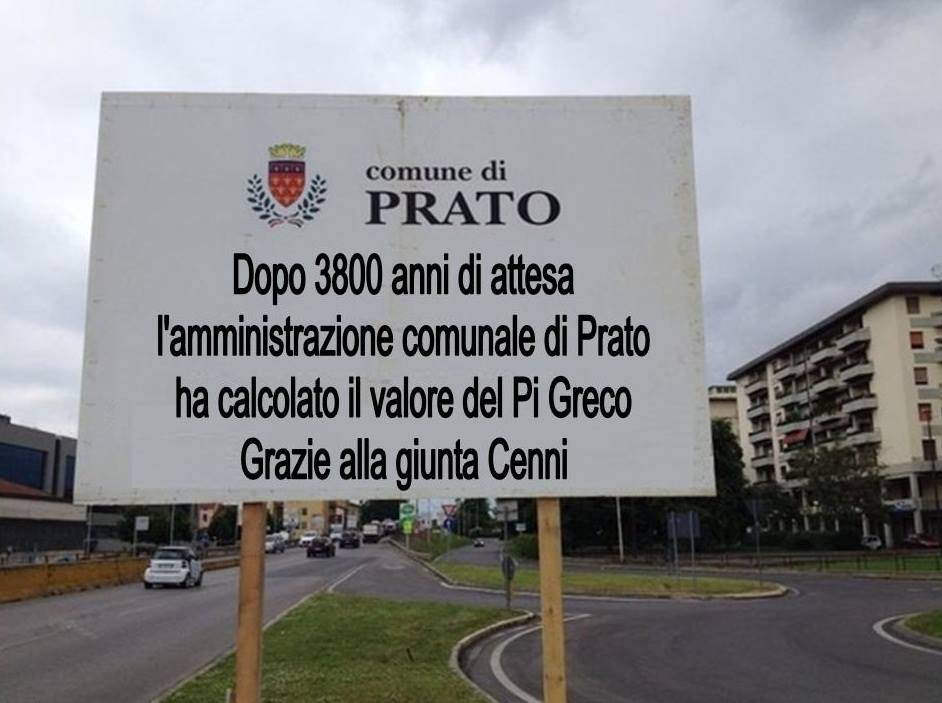 comune di
PRATO
Dopo 3800 anni di attesa
l'amministrazione comunale di Prato
ha calcolato il valore del Pi Greco
Grazie alla giunta Cenni